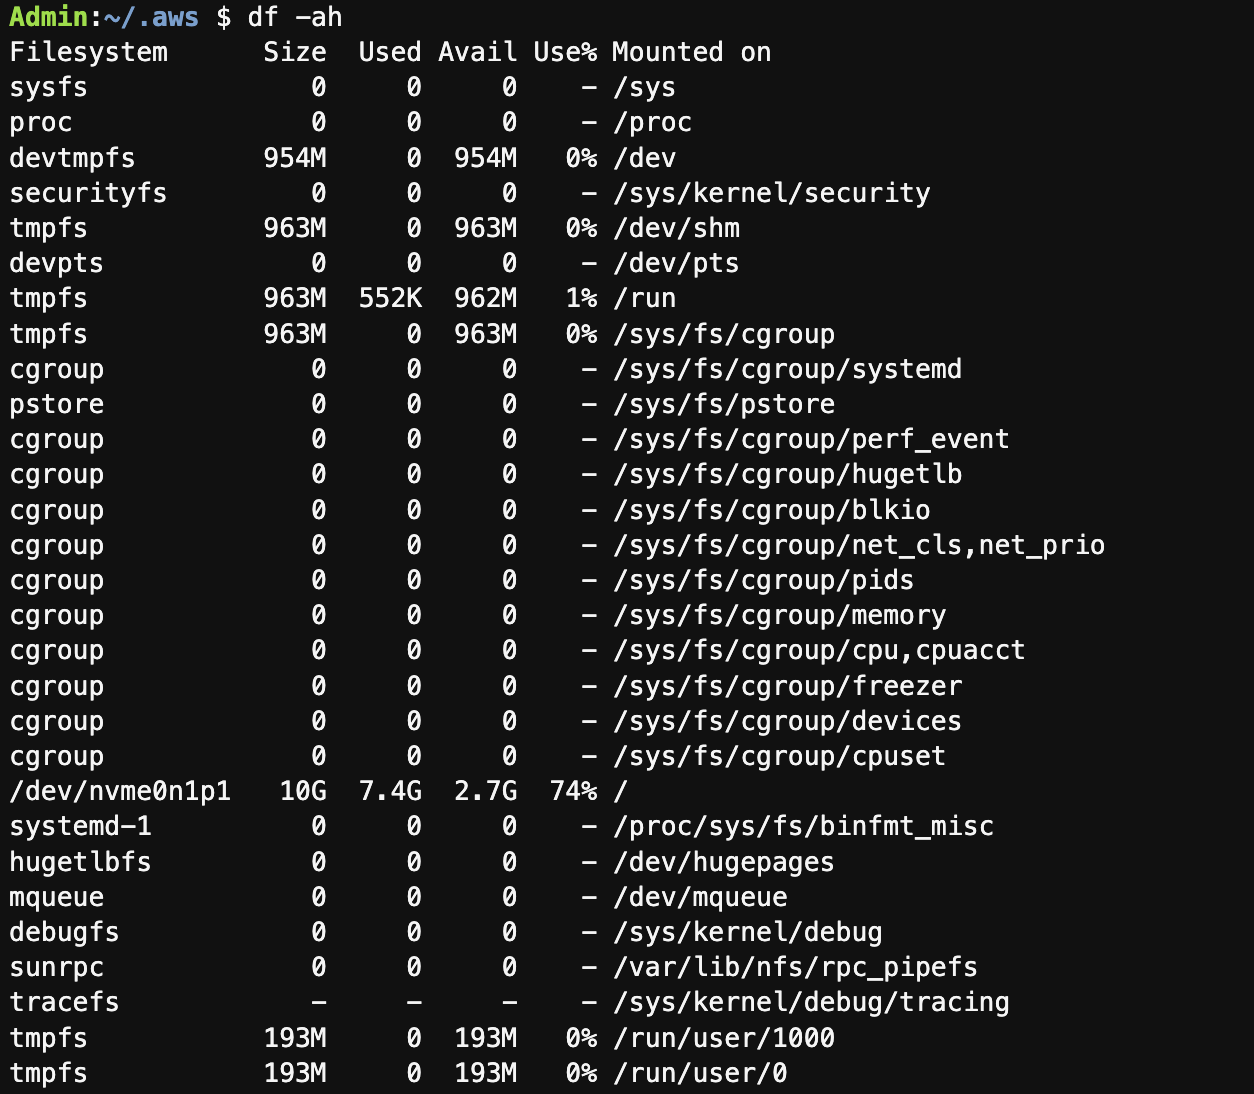 Admin:~/.aws $ df -ah
Filesystem      Size  Used Avail Use% Mounted on
sysfs              0     0     0    - /sys
proc               0     0     0    - /proc
devtmpfs        954M     0  954M   0% /dev
securityfs         0     0     0    - /sys/kernel/security
tmpfs           963M     0  963M   0% /dev/shm
devpts             0     0     0    - /dev/pts
tmpfs           963M  552K  962M   1% /run
tmpfs           963M     0  963M   0% /sys/fs/cgroup
cgroup             0     0     0    - /sys/fs/cgroup/systemd
pstore             0     0     0    - /sys/fs/pstore
cgroup             0     0     0    - /sys/fs/cgroup/perf_event
cgroup             0     0     0    - /sys/fs/cgroup/hugetlb
cgroup             0     0     0    - /sys/fs/cgroup/blkio
cgroup             0     0     0    - /sys/fs/cgroup/net_cls,net_prio
cgroup             0     0     0    - /sys/fs/cgroup/pids
cgroup             0     0     0    - /sys/fs/cgroup/memory
cgroup             0     0     0    - /sys/fs/cgroup/cpu,cpuacct
cgroup             0     0     0    - /sys/fs/cgroup/freezer
cgroup             0     0     0    - /sys/fs/cgroup/devices
cgroup             0     0     0    - /sys/fs/cgroup/cpuset
/dev/nvme0n1p1   10G  7.4G  2.7G  74% /
systemd-1          0     0     0    - /proc/sys/fs/binfmt_misc
hugetlbfs          0     0     0    - /dev/hugepages
mqueue             0     0     0    - /dev/mqueue
debugfs            0     0     0    - /sys/kernel/debug
sunrpc             0     0     0    - /var/lib/nfs/rpc_pipefs
tracefs            -     -     -    - /sys/kernel/debug/tracing
tmpfs           193M     0  193M   0% /run/user/1000
tmpfs           193M     0  193M   0% /run/user/0